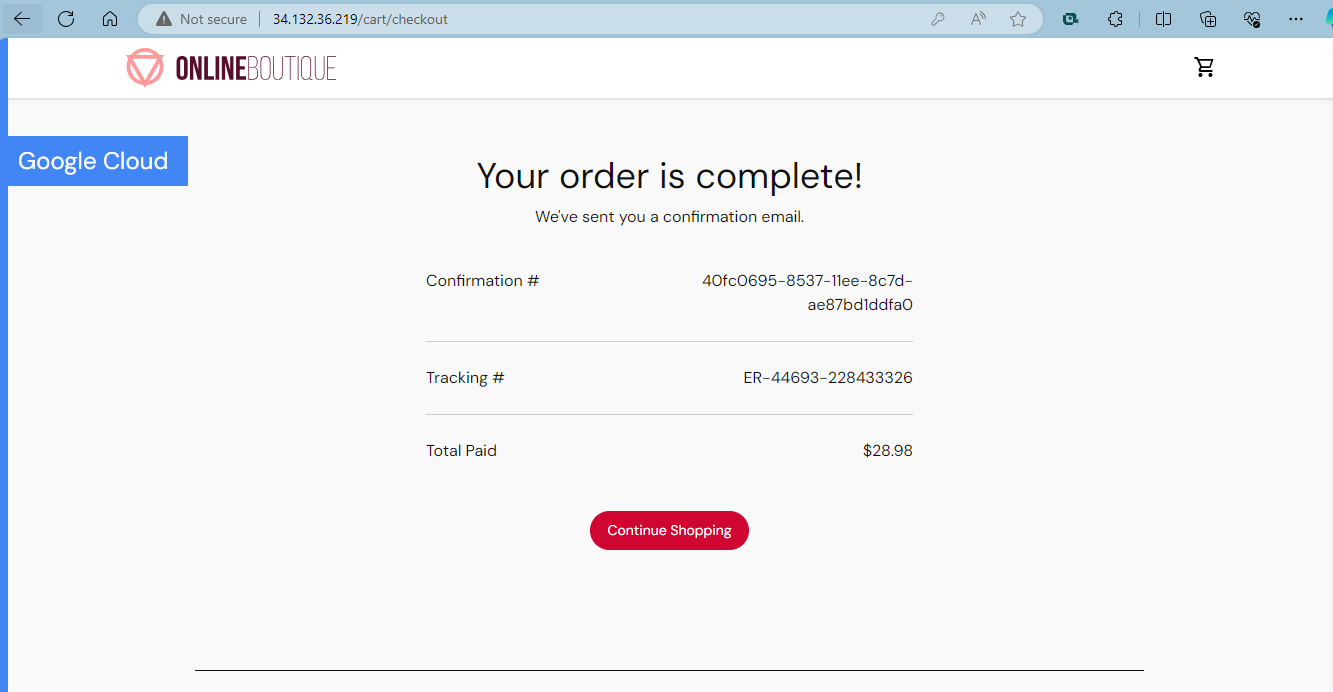 Not secure 34.132.36.219/cart/checkout
ONLINEBOUTIQUE
Google Cloud
Your order is complete!
We've sent you a confirmation email.
Confirmation # 40fc0695-8537-11ee-8c7d-
ae87bd1ddfa0
Tracking # ER-44693-228433326
Total Paid $28.98
Continue Shopping